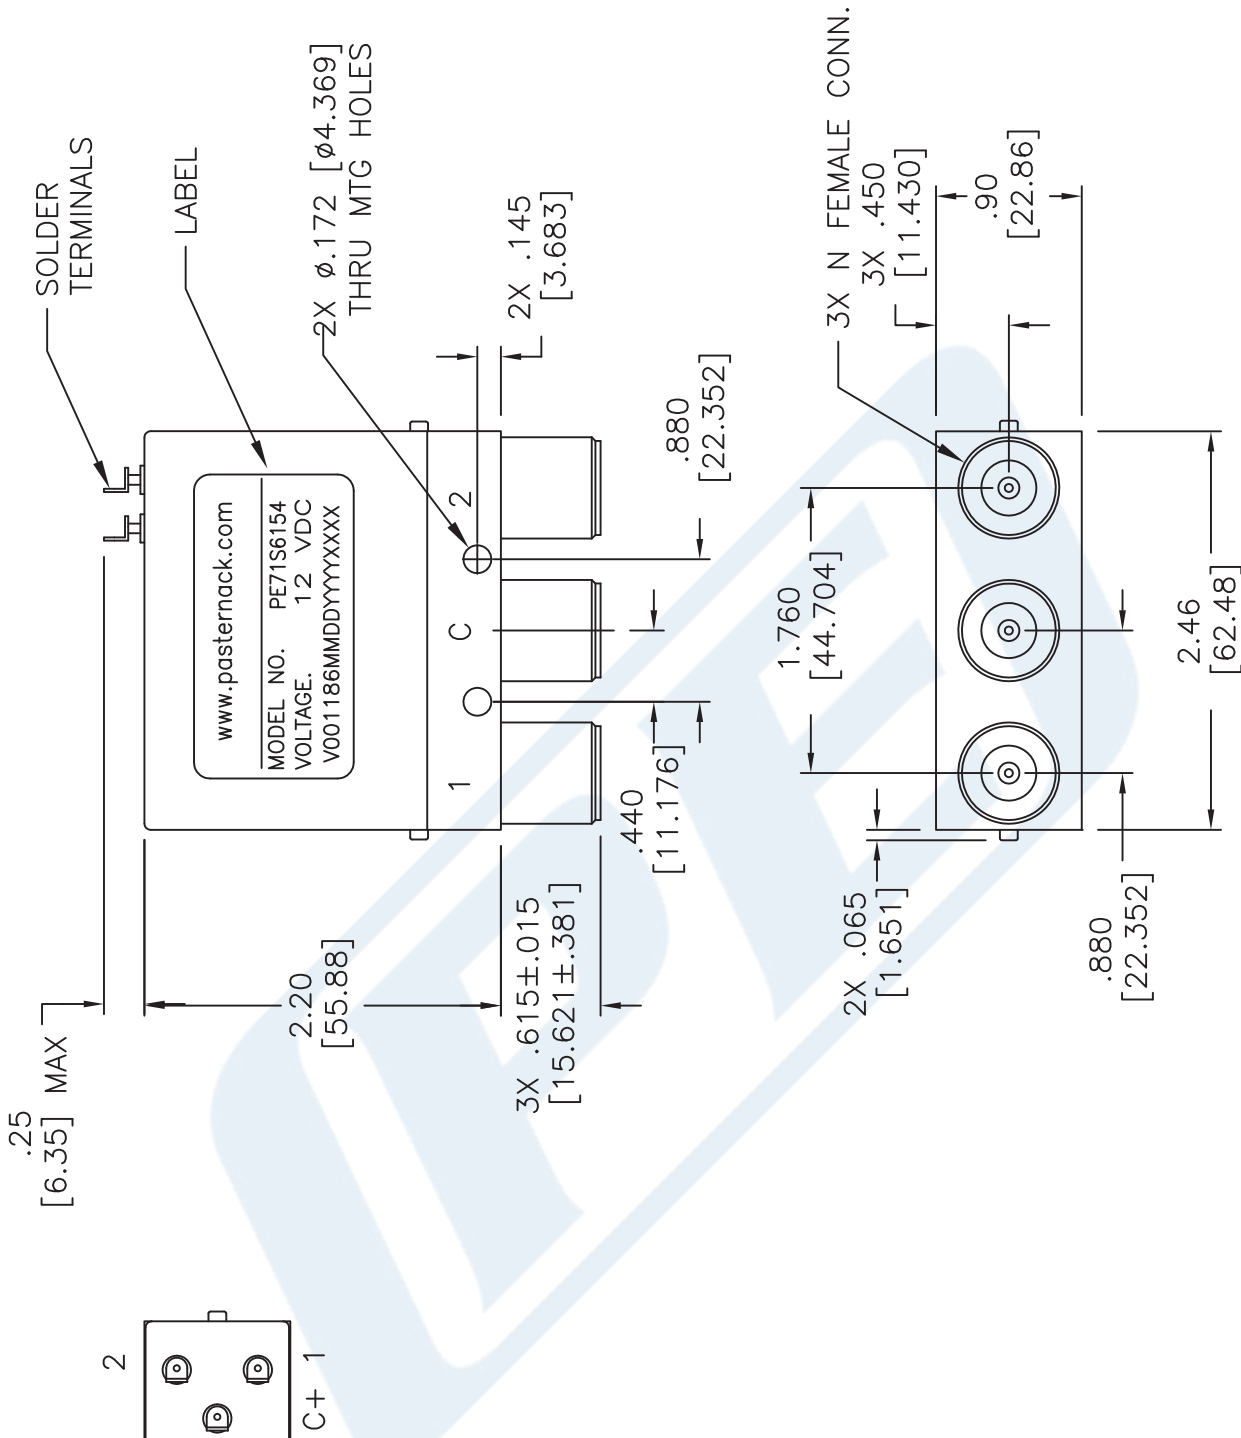 SOLDER
TERMINALS
LABEL
2X ø.172 [ø4.369]
THRU MTG HOLES
2X .145
[3.683]
.880
[22.352]
www.pasternack.com
MODEL NO. PE71S6154
VOLTAGE. 12 VDC
V001186MMDDYYYYXXXX
2
C
1
.440
[11.176]
.25
[6.35] MAX
2.20
[55.88]
3X .615±.015
[15.621±.381]
3X N FEMALE CONN.
3X .450
[11.430]
.90
[22.86]
1.760
[44.704]
2.46
[62.48]
2X .065
[1.651]
.880
[22.352]
2
C+ 1
PE